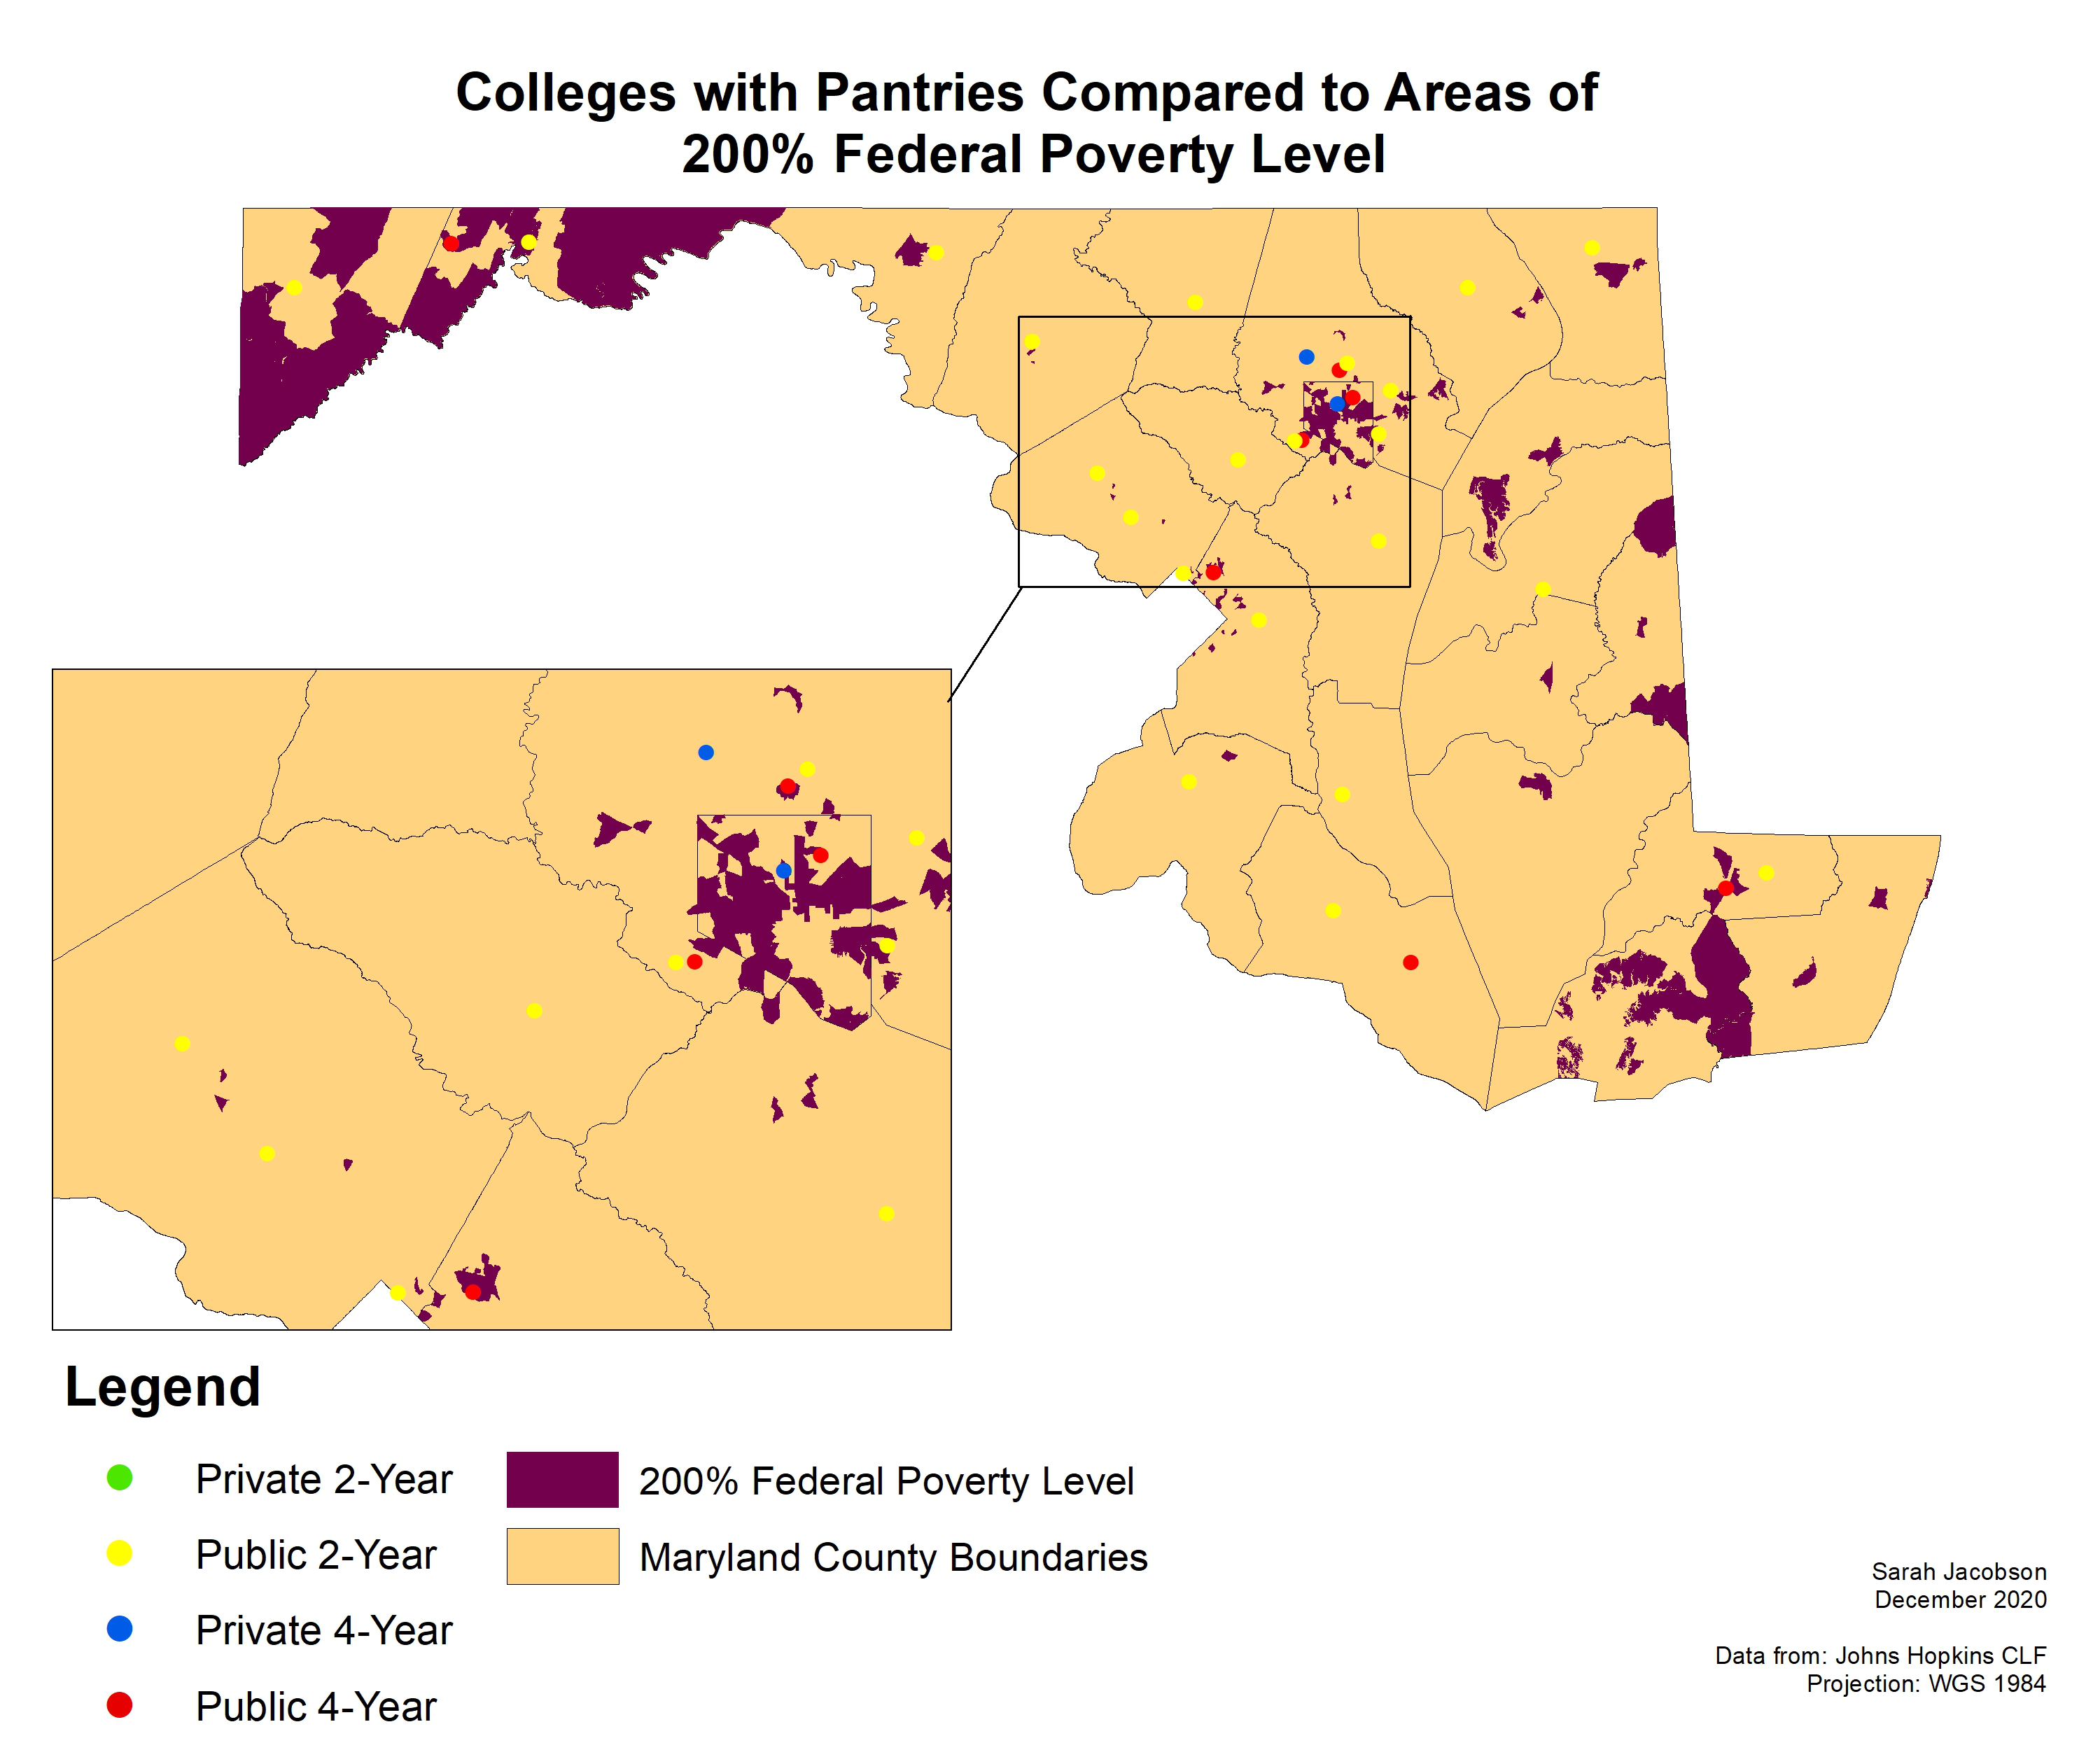 Colleges with Pantries Compared to Areas of
200% Federal Poverty Level
Legend
Private 2-Year
Public 2-Year
Private 4-Year
Public 4-Year
200% Federal Poverty Level
Maryland County Boundaries
Sarah Jacobson
December 2020
Data from: Johns Hopkins CLF
Projection: WGS 1984